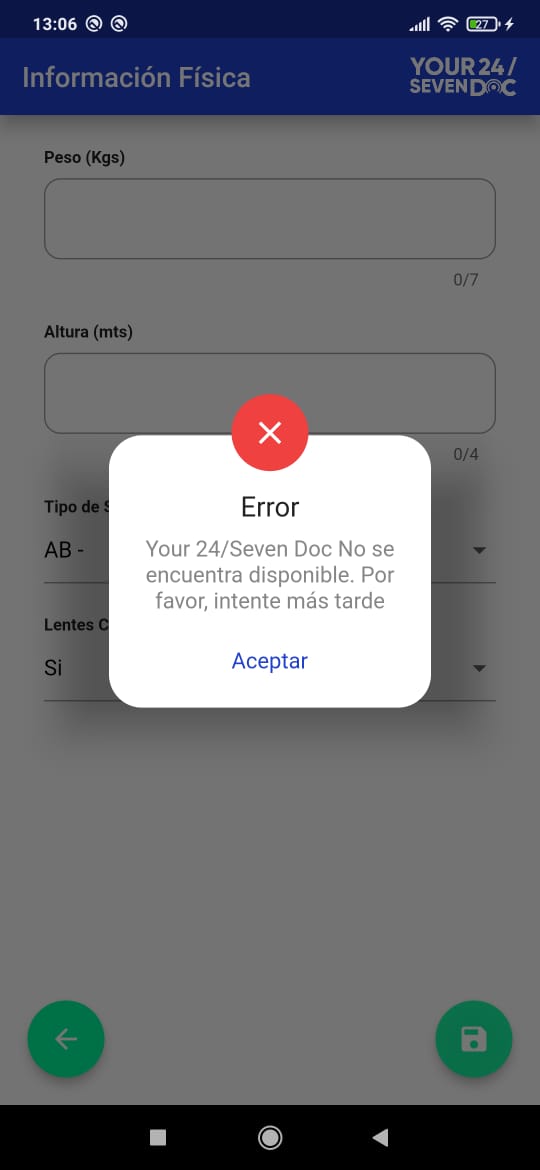 13:06
27
Información Física
YOUR 24/
SEVEN DOC
Peso (Kgs)
0/7
Altura (mts)
0/4
Tipo de S
AB -
Error
Your 24/Seven Doc No se
encuentra disponible. Por
favor, intente más tarde
Lentes C
Si
Aceptar